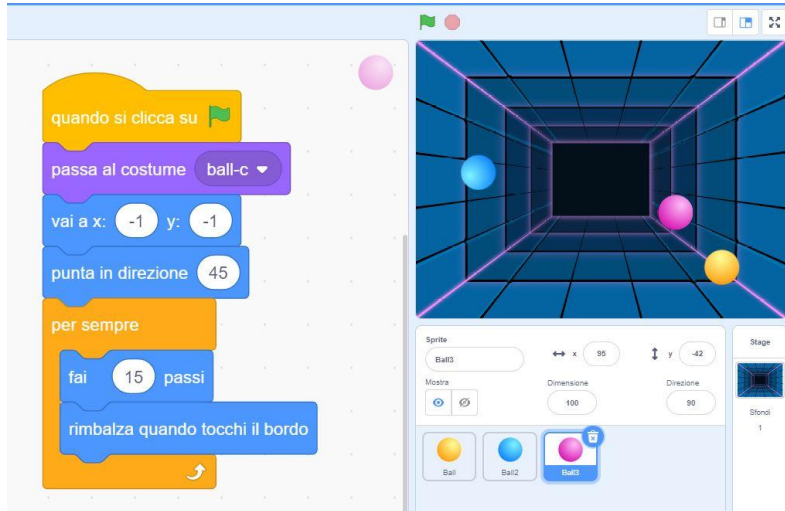 quando si clicca su
passa al costume ball-c
vai a x: -1 y: -1
punta in direzione 45
per sempre
fai 15 passi
rimbalza quando tocchi il bordo
Sprite
Ball3
x 95
y -42
Mostra
Dimensione
100
Direzione
90
Ball
Ball2
Ball3
Stage
Sfondi
1